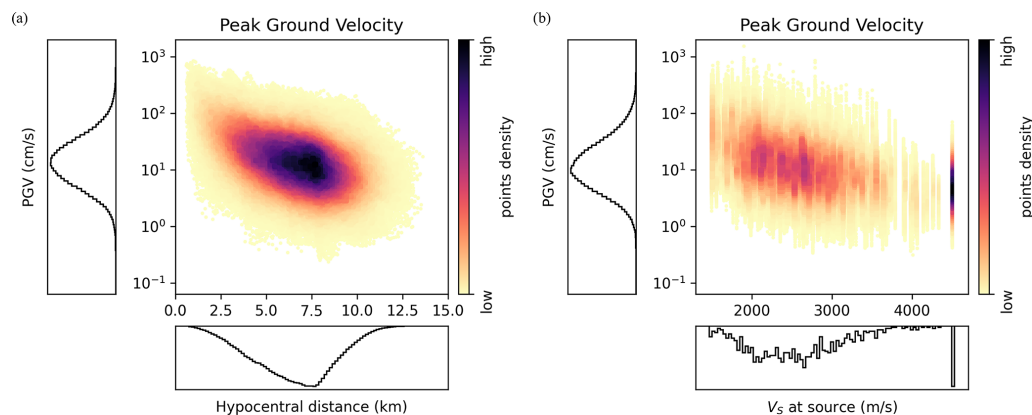 (a)
Peak Ground Velocity
PGV (cm/s)
10³
10²
10¹
10⁰
10⁻¹
0.0 2.5 5.0 7.5 10.0 12.5 15.0
high
points density
low
Hypocentral distance (km)
(b)
Peak Ground Velocity
PGV (cm/s)
10³
10²
10¹
10⁰
10⁻¹
2000 3000 4000
high
points density
low
V_S at source (m/s)